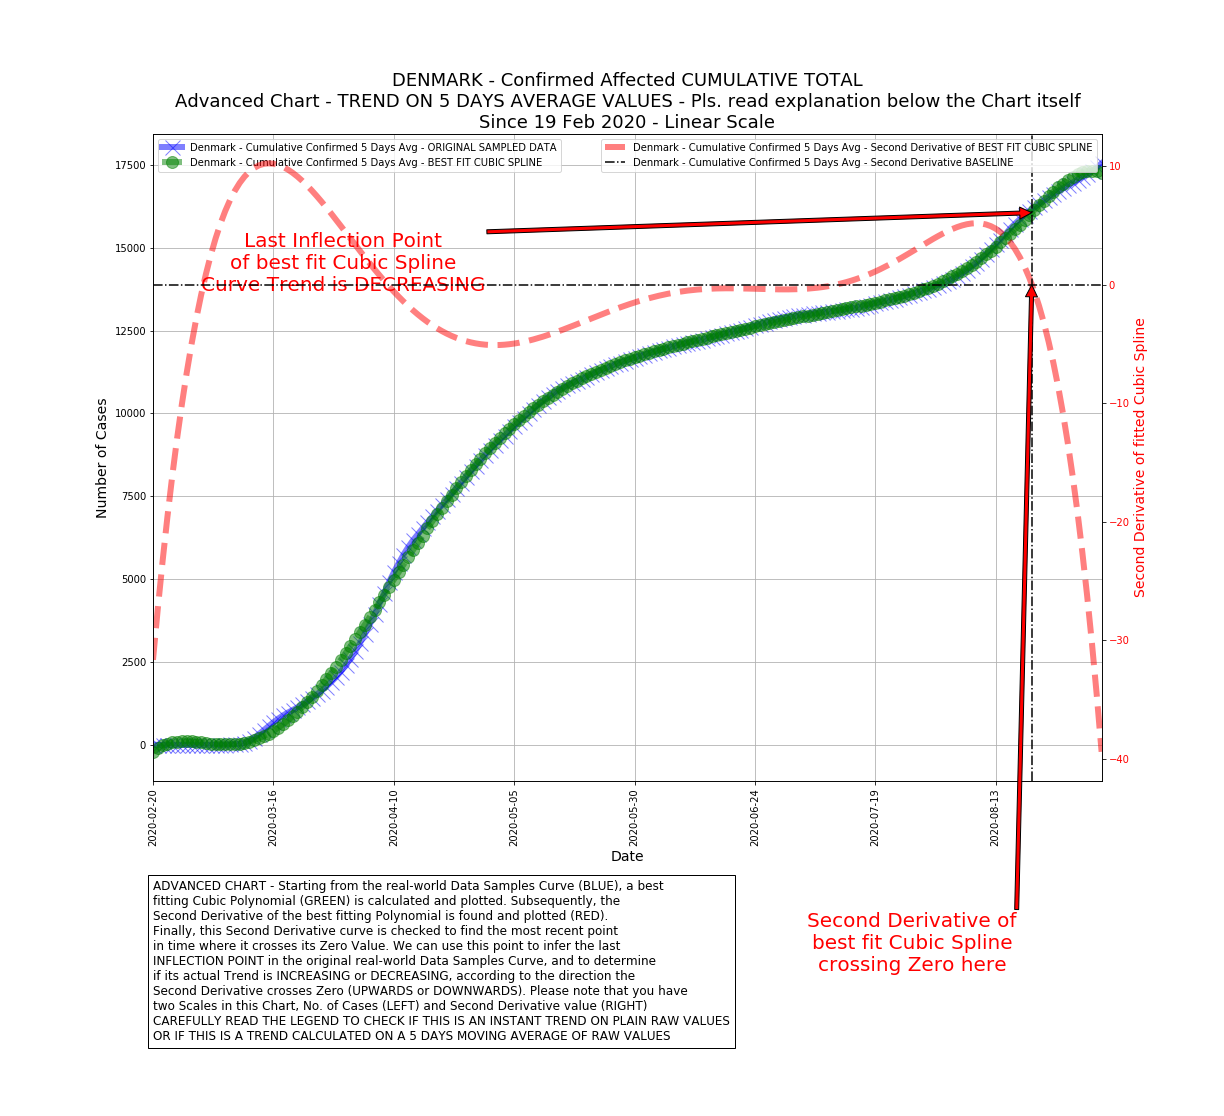 DENMARK - Confirmed Affected CUMULATIVE TOTAL
Advanced Chart - TREND ON 5 DAYS AVERAGE VALUES - Pls. read explanation below the Chart itself
Since 19 Feb 2020 - Linear Scale
Denmark - Cumulative Confirmed 5 Days Avg - ORIGINAL SAMPLED DATA
Denmark - Cumulative Confirmed 5 Days Avg - BEST FIT CUBIC SPLINE
Denmark - Cumulative Confirmed 5 Days Avg - Second Derivative of BEST FIT CUBIC SPLINE
Denmark - Cumulative Confirmed 5 Days Avg - Second Derivative BASELINE
17500
15000
12500
10000
7500
5000
2500
0
Number of Cases
Last Inflection Point
of best fit Cubic Spline
Curve Trend is DECREASING
10
0
−10
−20
−30
−40
Second Derivative of fitted Cubic Spline
2020-02-20
2020-03-16
2020-04-10
2020-05-05
2020-05-30
2020-06-24
2020-07-19
2020-08-13
Date
ADVANCED CHART - Starting from the real-world Data Samples Curve (BLUE), a best
fitting Cubic Polynomial (GREEN) is calculated and plotted. Subsequently, the
Second Derivative of the best fitting Polynomial is found and plotted (RED).
Finally, this Second Derivative curve is checked to find the most recent point
in time where it crosses its Zero Value. We can use this point to infer the last
INFLECTION POINT in the original real-world Data Samples Curve, and to determine
if its actual Trend is INCREASING or DECREASING, according to the direction the
Second Derivative crosses Zero (UPWARDS or DOWNWARDS). Please note that you have
two Scales in this Chart, No. of Cases (LEFT) and Second Derivative value (RIGHT)
CAREFULLY READ THE LEGEND TO CHECK IF THIS IS AN INSTANT TREND ON PLAIN RAW VALUES
OR IF THIS IS A TREND CALCULATED ON A 5 DAYS MOVING AVERAGE OF RAW VALUES
Second Derivative of
best fit Cubic Spline
crossing Zero here